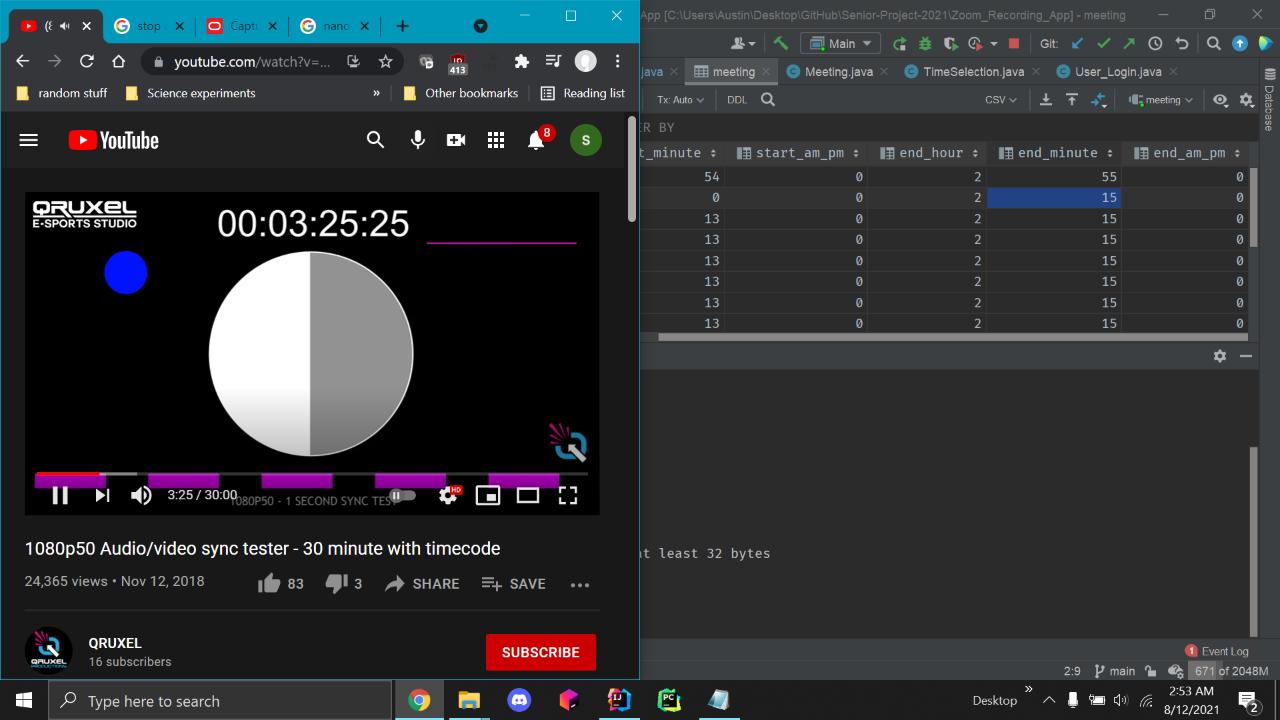 stop
Capt
nano
youtube.com/watch?v=...
413
random stuff
Science experiments
»
Other bookmarks
Reading list
YouTube
8
S
QRUXEL
E-SPORTS STUDIO
00:03:25:25
3:25 / 30:00
HD
1080P50 - 1 SECOND SYNC TEST
1080p50 Audio/video sync tester - 30 minute with timecode
24,365 views • Nov 12, 2018
83
3
SHARE
SAVE
QRUXEL
16 subscribers
SUBSCRIBE
App [C:\Users\Austin\Desktop\GitHub\Senior-Project-2021\Zoom_Recording_App] - meeting
Main
Git:
java
meeting
Meeting.java
TimeSelection.java
User_Login.java
Tx: Auto
DDL
CSV
meeting
Database
ER BY
t_minute start_am_pm end_hour end_minute end_am_pm
54 0 2 55 0
0 0 2 15 0
13 0 2 15 0
13 0 2 15 0
13 0 2 15 0
13 0 2 15 0
13 0 2 15 0
13 0 2 15 0
at least 32 bytes
1 Event Log
2:9
main
671 of 2048M
Type here to search
Desktop
»
2:53 AM
8/12/2021
2